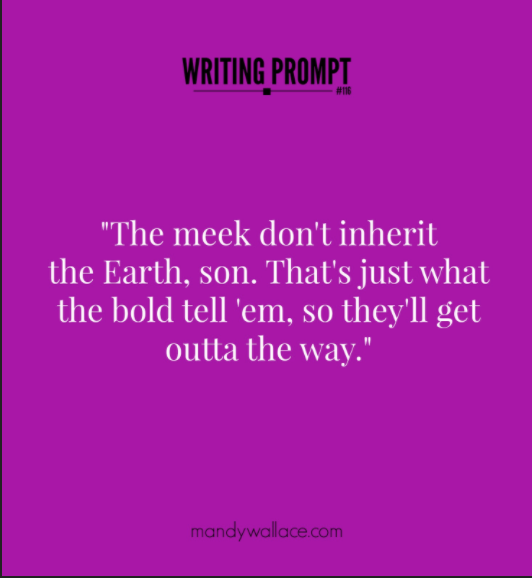 WRITING PROMPT
#116
"The meek don't inherit
the Earth, son. That's just what
the bold tell 'em, so they'll get
outta the way."
mandywallace.com